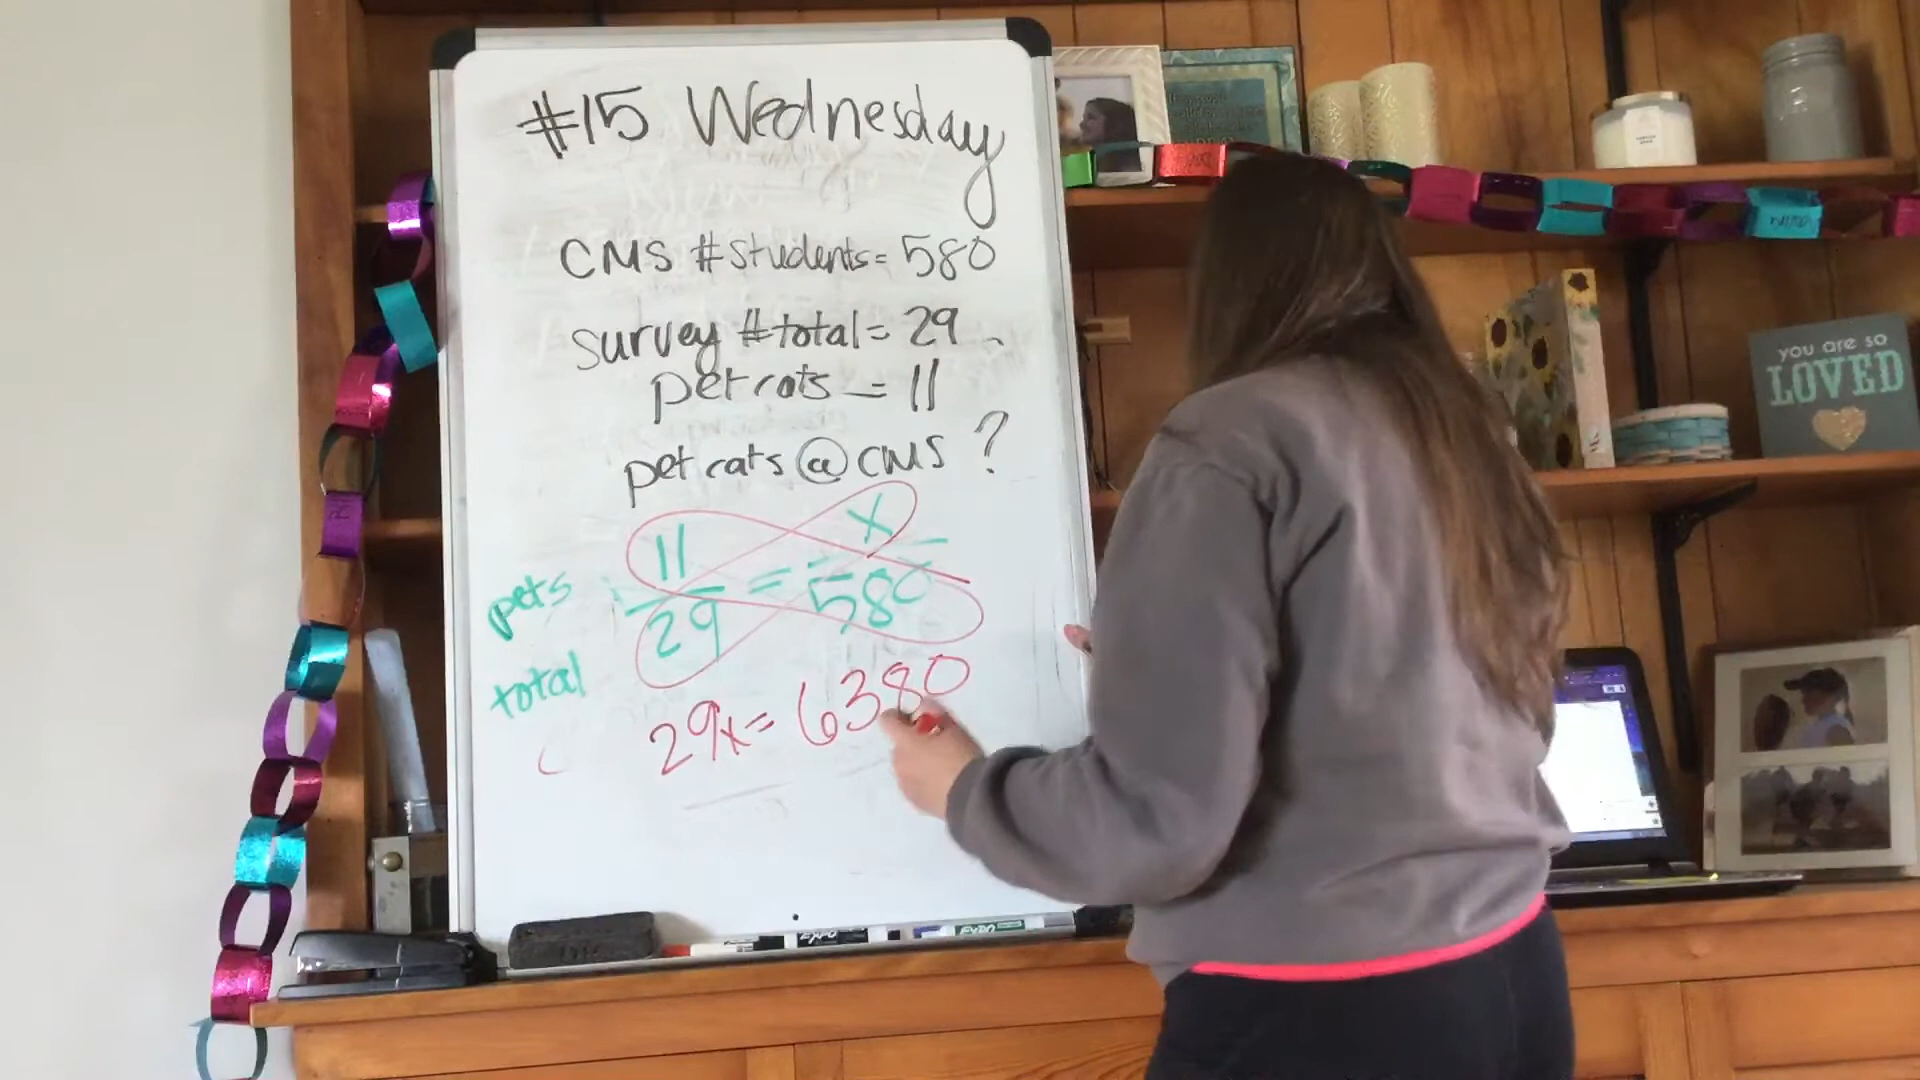 #15 Wednesday
CMS # students = 580
survey # total = 29
pet cats = 11
pet cats @ CMS ?
pets 11 = x
total 29 580
29x = 6380
you are so
LOVED
EXPO
EXPO